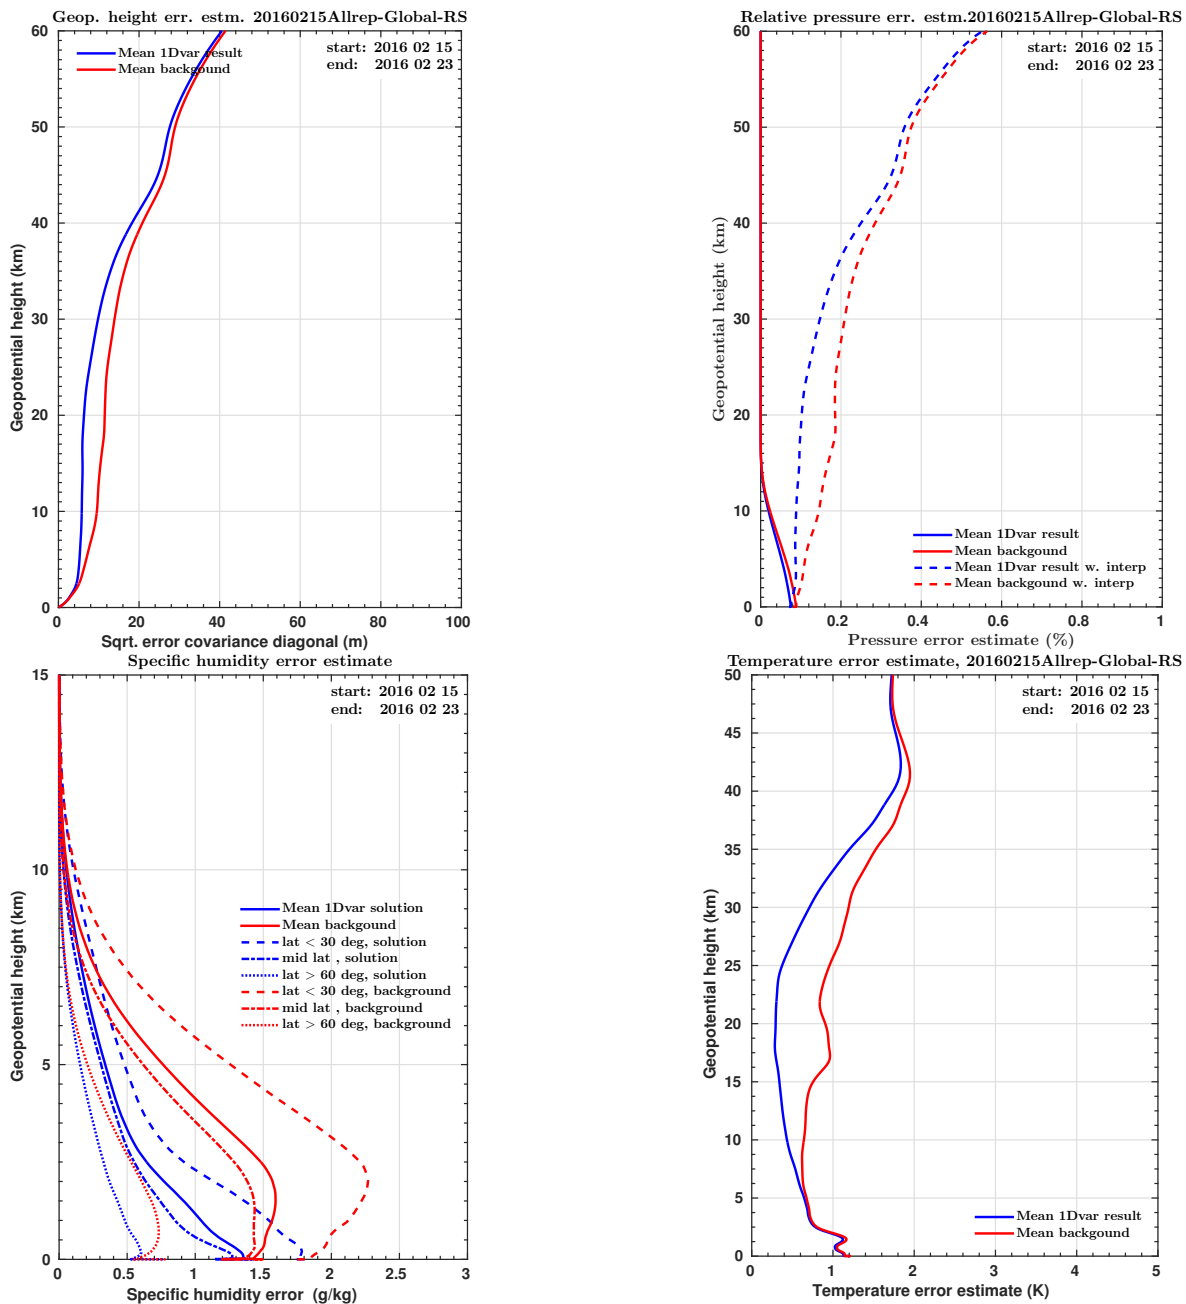 Geop. height err. estm. 20160215Allrep-Global-RS
60
50
40
30
20
10
0
Geopotential height (km)
Mean 1Dvar result
Mean backgound
start: 2016 02 15
end: 2016 02 23
0 20 40 60 80 100
Sqrt. error covariance diagonal (m)
Relative pressure err. estm.20160215Allrep-Global-RS
60
50
40
30
20
10
0
Geopotential height (km)
start: 2016 02 15
end: 2016 02 23
Mean 1Dvar result
Mean backgound
Mean 1Dvar result w. interp
Mean backgound w. interp
0 0.2 0.4 0.6 0.8 1
Pressure error estimate (%)
Specific humidity error estimate
15
10
5
0
Geopotential height (km)
start: 2016 02 15
end: 2016 02 23
Mean 1Dvar solution
Mean backgound
lat < 30 deg, solution
mid lat , solution
lat > 60 deg, solution
lat < 30 deg, background
mid lat , background
lat > 60 deg, background
0 0.5 1 1.5 2 2.5 3
Specific humidity error (g/kg)
Temperature error estimate, 20160215Allrep-Global-RS
50
45
40
35
30
25
20
15
10
5
0
Geopotential height (km)
start: 2016 02 15
end: 2016 02 23
Mean 1Dvar result
Mean backgound
0 1 2 3 4 5
Temperature error estimate (K)